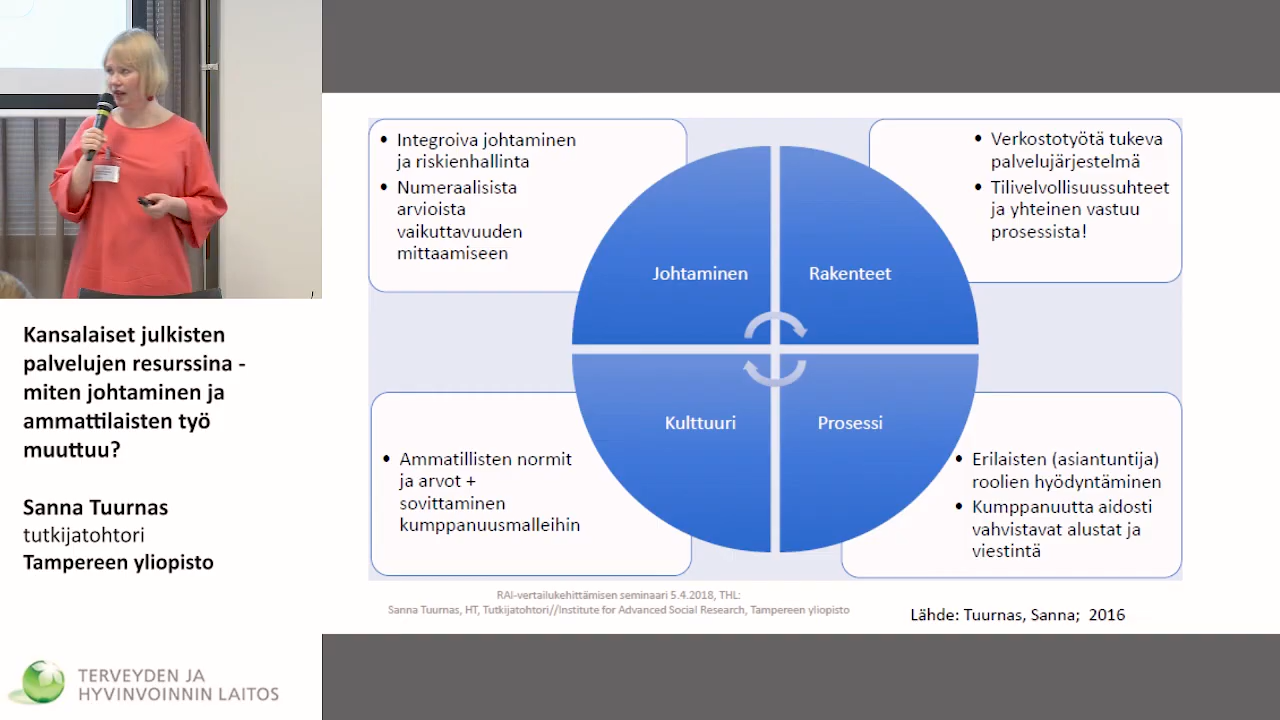 Kansalaiset julkisten
palvelujen resurssina -
miten johtaminen ja
ammattilaisten työ
muuttuu?
Sanna Tuurnas
tutkijatohtori
Tampereen yliopisto
TERVEYDEN JA
HYVINVOINNIN LAITOS
• Integroiva johtaminen
ja riskienhallinta
• Numeraalisista
arvioista
vaikuttavuuden
mittaamiseen
• Verkostotyötä tukeva
palvelujärjestelmä
• Tilivelvollisuussuhteet
ja yhteinen vastuu
prosessista!
Johtaminen
Rakenteet
Kulttuuri
Prosessi
• Ammatillisten normit
ja arvot +
sovittaminen
kumppanuusmalleihin
• Erilaisten (asiantuntija)
roolien hyödyntäminen
• Kumppanuutta aidosti
vahvistavat alustat ja
viestintä
RAI-vertailukehittämisen seminaari 5.4.2018, THL:
Sanna Tuurnas, HT, Tutkijatohtori//Institute for Advanced Social Research, Tampereen yliopisto
Lähde: Tuurnas, Sanna; 2016